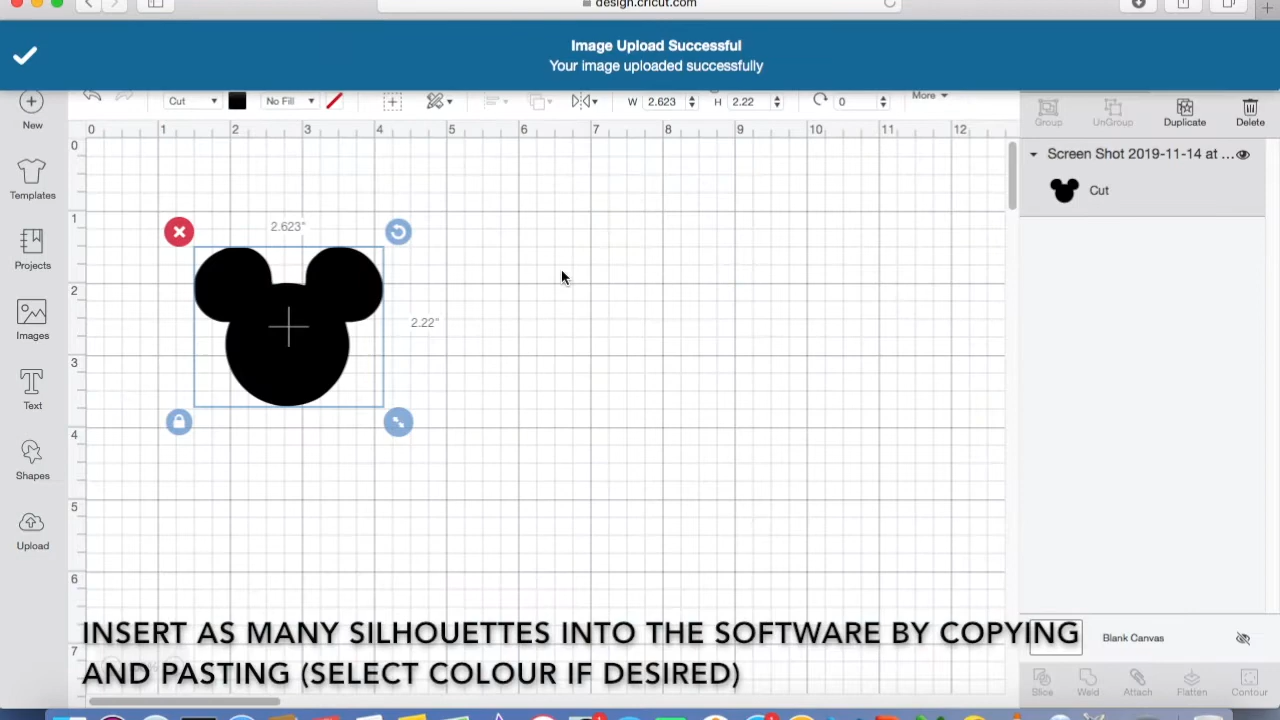 design.cricut.com
Image Upload Successful
Your image uploaded successfully
New
Cut
No Fill
W 2.623
H 2.22
0
More
Group
UnGroup
Duplicate
Delete
0 1 2 3 4 5 6 7 8 9 10 11 12
0
1
2
3
4
5
6
7
Templates
Projects
Images
Text
Shapes
Upload
2.623"
2.22"
Screen Shot 2019-11-14 at ...
Cut
INSERT AS MANY SILHOUETTES INTO THE SOFTWARE BY COPYING
AND PASTING (SELECT COLOUR IF DESIRED)
Blank Canvas
Slice
Weld
Attach
Flatten
Contour